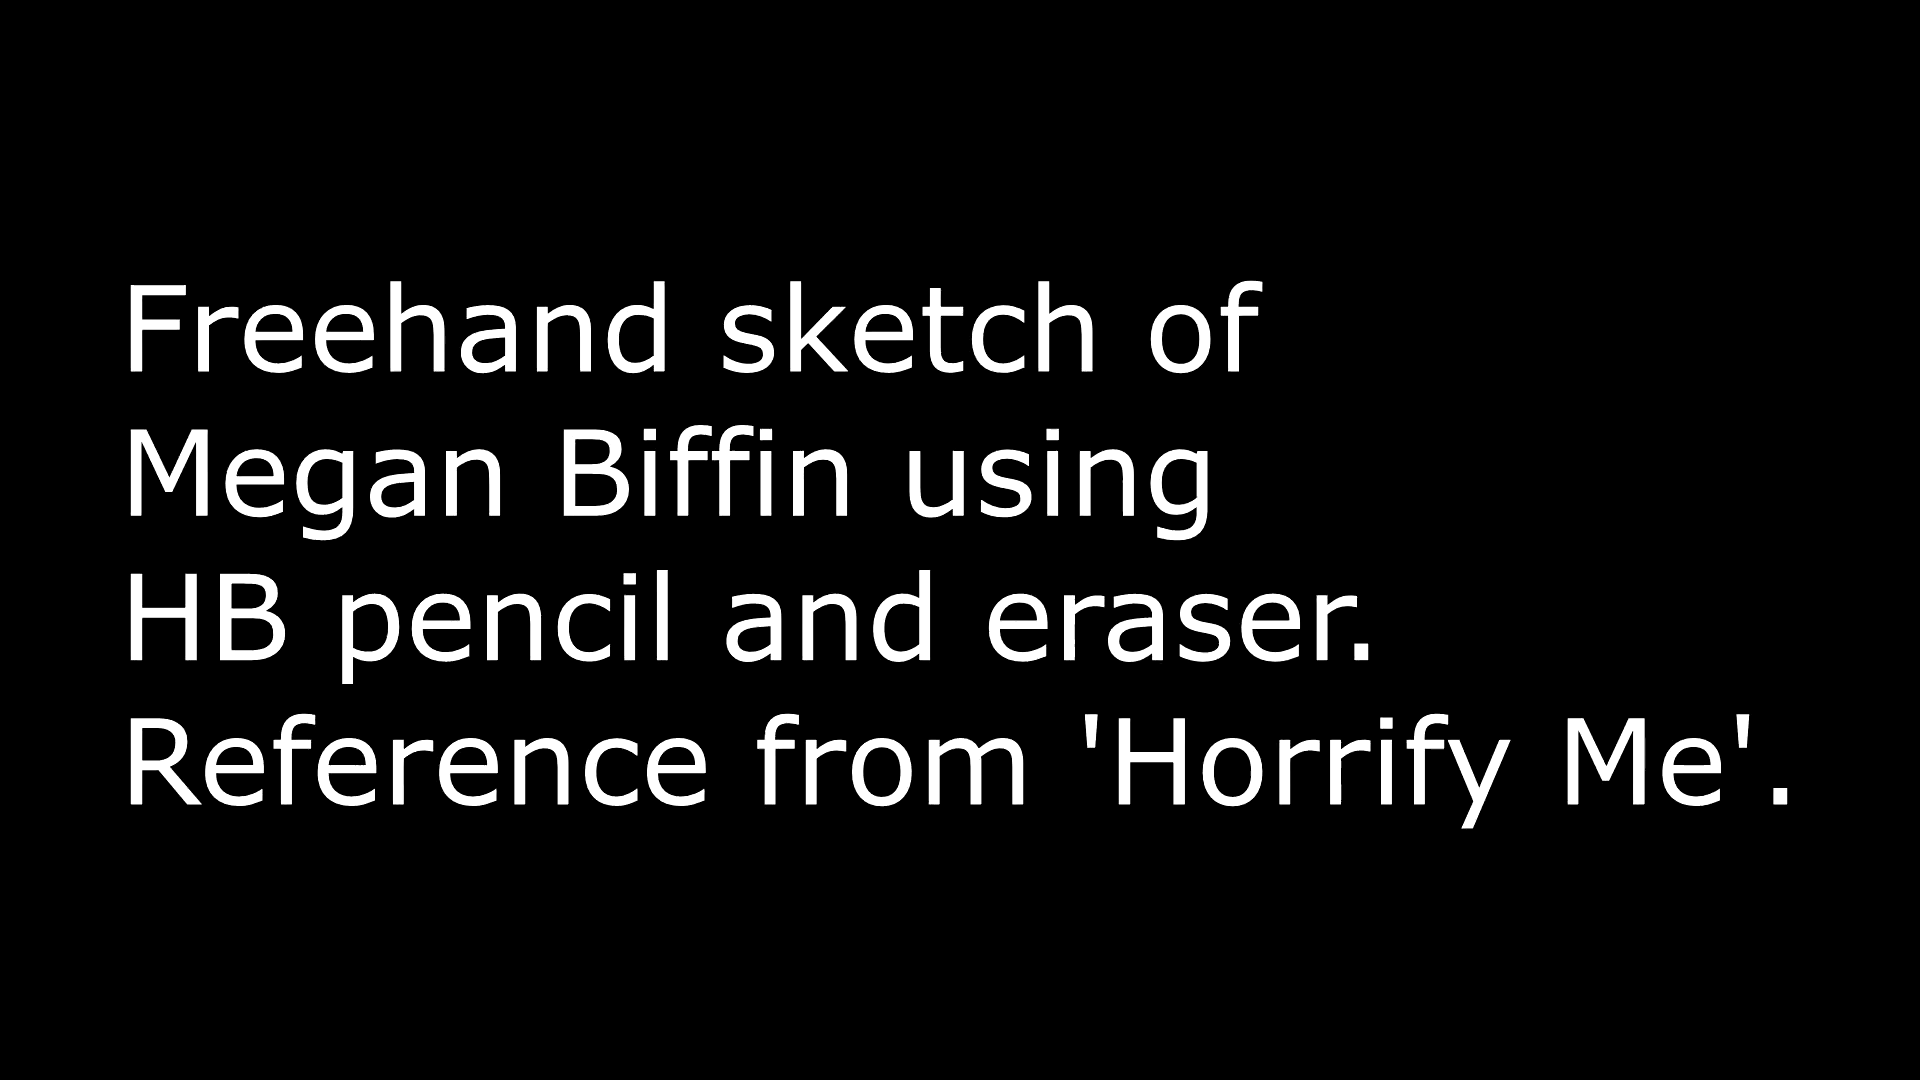 Freehand sketch of
Megan Biffin using
HB pencil and eraser.
Reference from 'Horrify Me'.